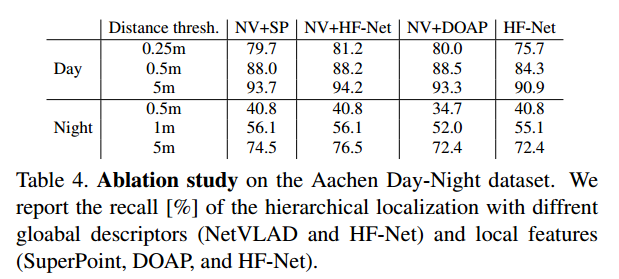 Distance thresh. NV+SP NV+HF-Net NV+DOAP HF-Net
0.25m 79.7 81.2 80.0 75.7
Day 0.5m 88.0 88.2 88.5 84.3
5m 93.7 94.2 93.3 90.9
0.5m 40.8 40.8 34.7 40.8
Night 1m 56.1 56.1 52.0 55.1
5m 74.5 76.5 72.4 72.4
Table 4. Ablation study on the Aachen Day-Night dataset. We
report the recall [%] of the hierarchical localization with diffrent
gloabal descriptors (NetVLAD and HF-Net) and local features
(SuperPoint, DOAP, and HF-Net).